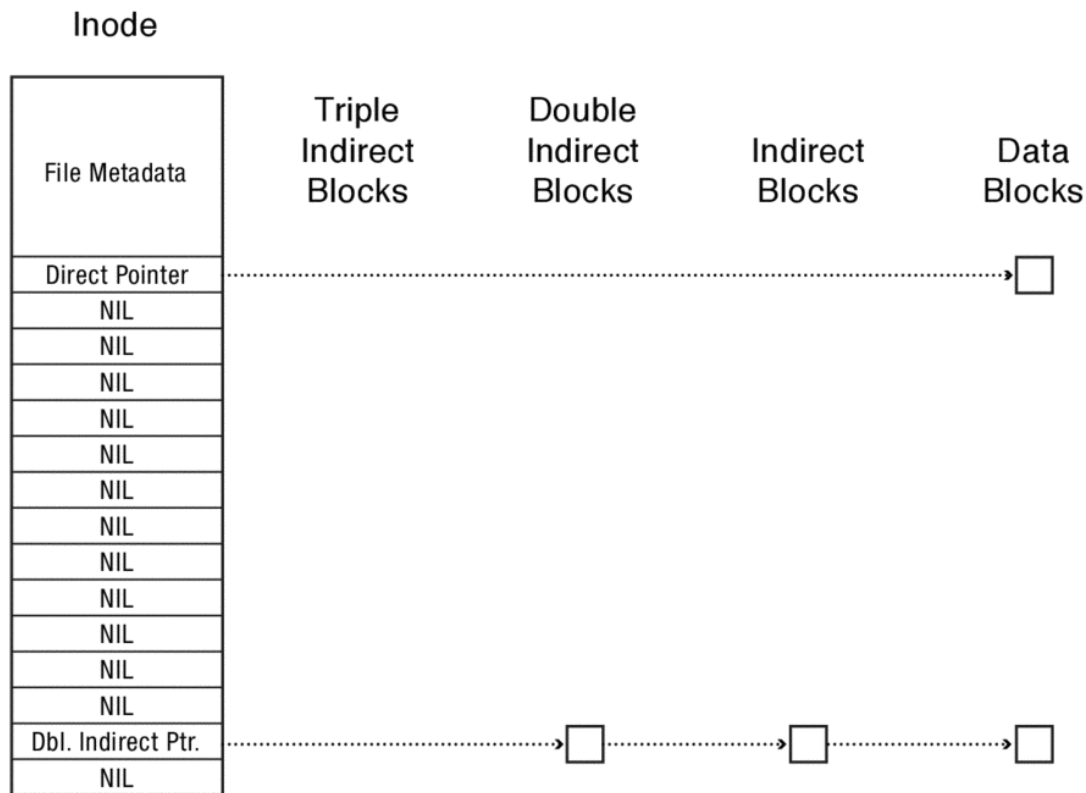 Inode
Triple
Indirect
Blocks
Double
Indirect
Blocks
Indirect
Blocks
Data
Blocks
File Metadata
Direct Pointer
NIL
NIL
NIL
NIL
NIL
NIL
NIL
NIL
NIL
NIL
NIL
NIL
Dbl. Indirect Ptr.
NIL